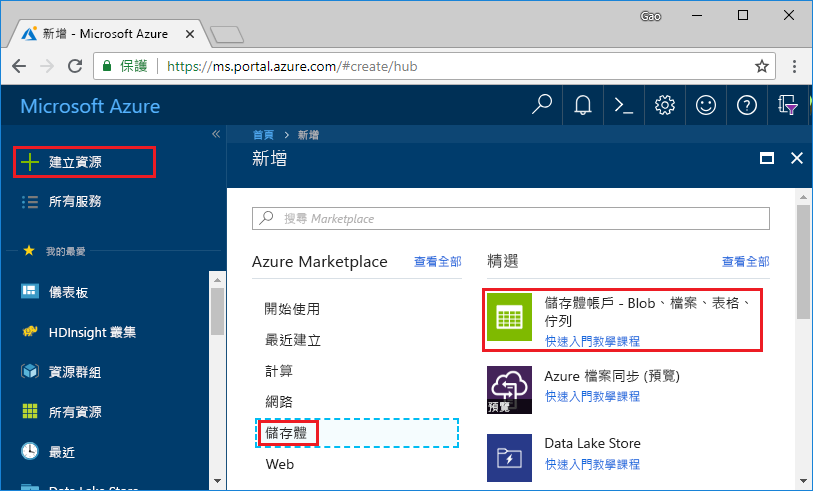 Gao
新增 - Microsoft Azure
保護 https://ms.portal.azure.com/#create/hub
Microsoft Azure
首頁 > 新增
新增
建立資源
所有服務
我的最愛
儀表板
HDInsight 叢集
資源群組
所有資源
最近
Data Lake Store
搜尋 Marketplace
Azure Marketplace 查看全部
開始使用
最近建立
計算
網路
儲存體
Web
精選 查看全部
儲存體帳戶 - Blob、檔案、表格、
佇列
快速入門教學課程
Azure 檔案同步 (預覽)
快速入門教學課程
預覽
Data Lake Store
快速入門教學課程